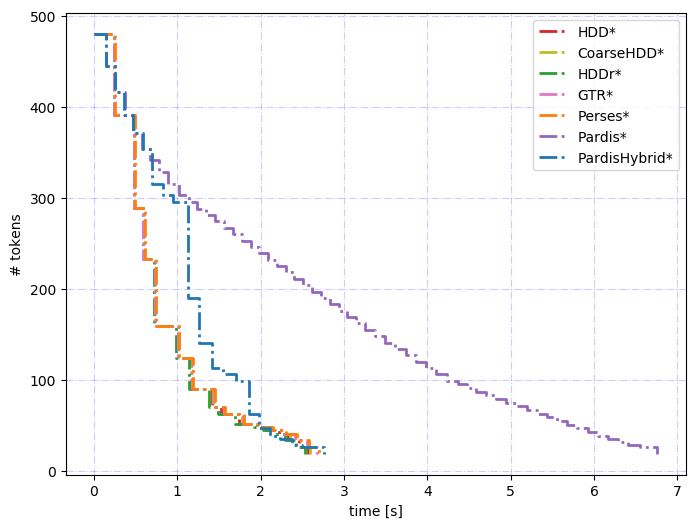 HDD*
CoarseHDD*
HDDr*
GTR*
Perses*
Pardis*
PardisHybrid*
500
400
300
200
100
0
# tokens
0 1 2 3 4 5 6 7
time [s]